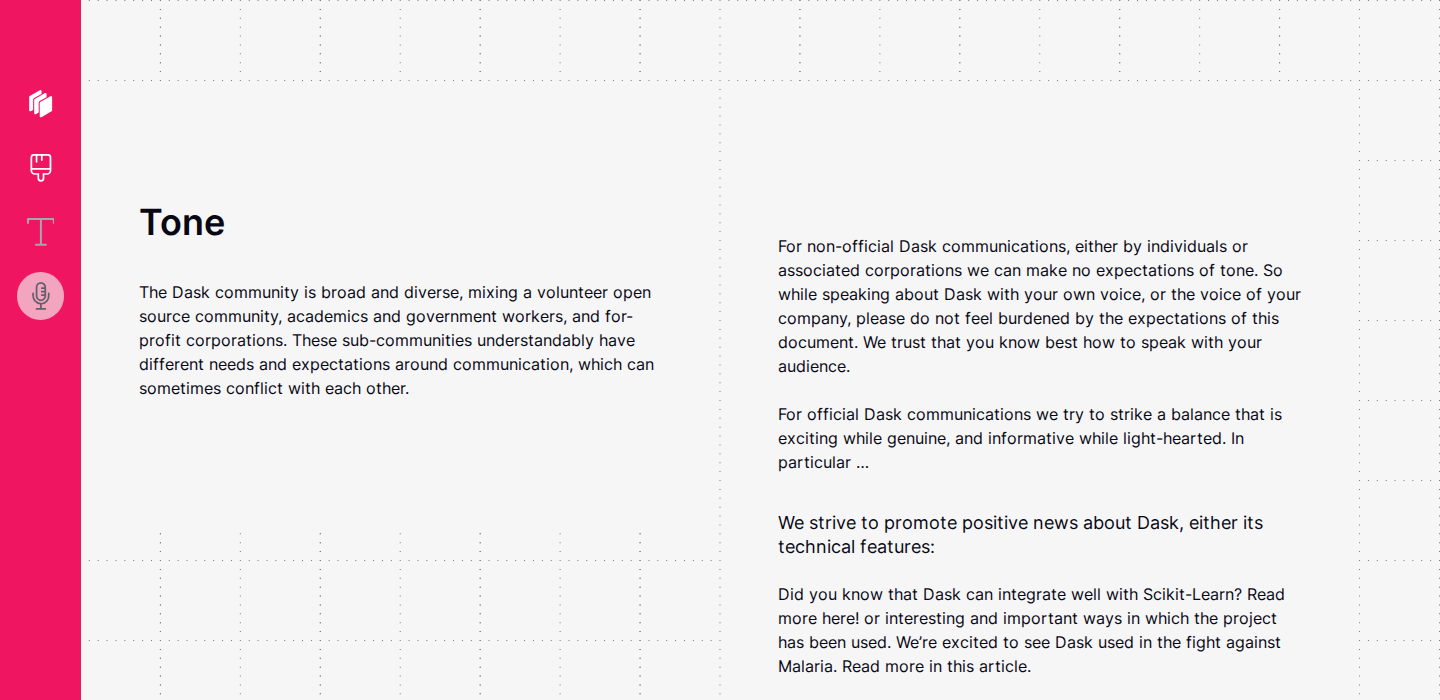 Tone
The Dask community is broad and diverse, mixing a volunteer open
source community, academics and government workers, and for-
profit corporations. These sub-communities understandably have
different needs and expectations around communication, which can
sometimes conflict with each other.
For non-official Dask communications, either by individuals or
associated corporations we can make no expectations of tone. So
while speaking about Dask with your own voice, or the voice of your
company, please do not feel burdened by the expectations of this
document. We trust that you know best how to speak with your
audience.
For official Dask communications we try to strike a balance that is
exciting while genuine, and informative while light-hearted. In
particular ...
We strive to promote positive news about Dask, either its
technical features:
Did you know that Dask can integrate well with Scikit-Learn? Read
more here! or interesting and important ways in which the project
has been used. We’re excited to see Dask used in the fight against
Malaria. Read more in this article.